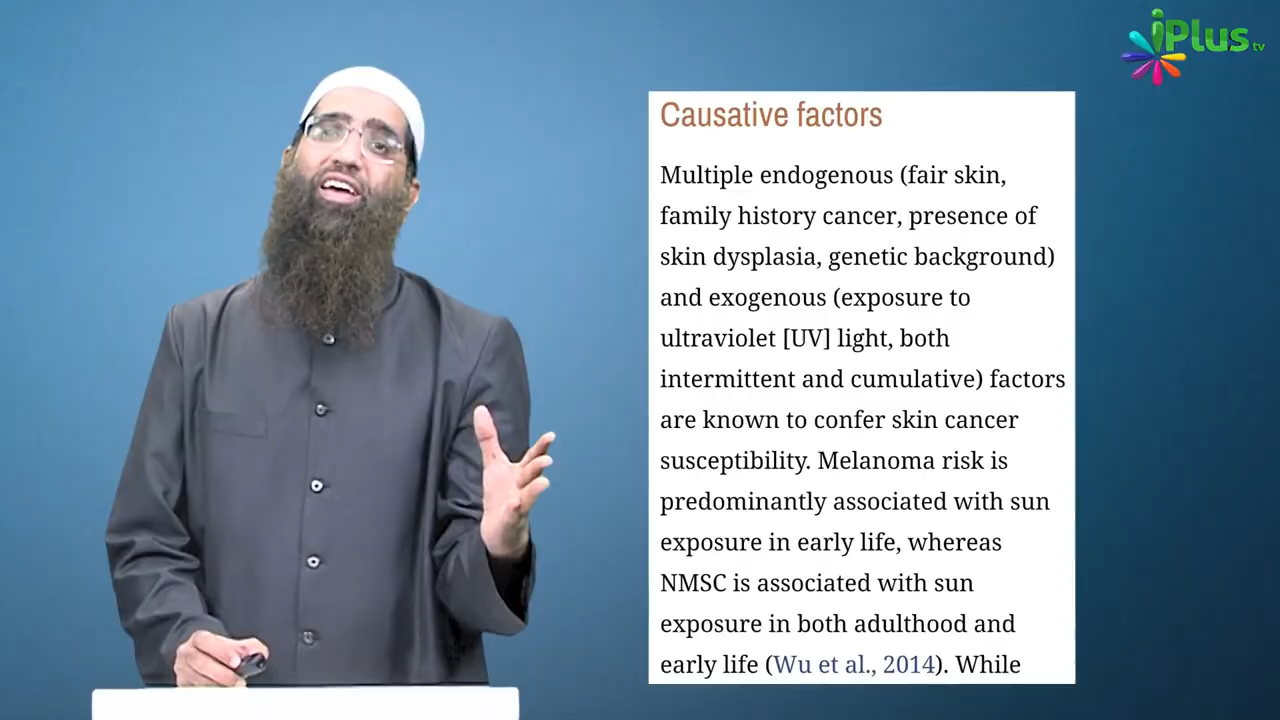 iPlus tv
Causative factors
Multiple endogenous (fair skin,
family history cancer, presence of
skin dysplasia, genetic background)
and exogenous (exposure to
ultraviolet [UV] light, both
intermittent and cumulative) factors
are known to confer skin cancer
susceptibility. Melanoma risk is
predominantly associated with sun
exposure in early life, whereas
NMSC is associated with sun
exposure in both adulthood and
early life (Wu et al., 2014). While